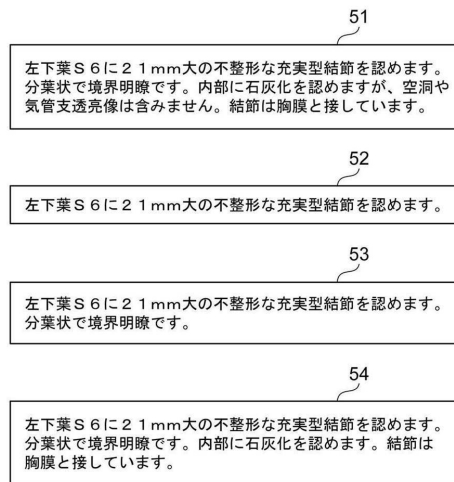 51
左下葉S6に21mm大の不整形な充実型結節を認めます。
分葉状で境界明瞭です。内部に石灰化を認めますが、空洞や
気管支透亮像は含みません。結節は胸膜と接しています。
52
左下葉S6に21mm大の不整形な充実型結節を認めます。
53
左下葉S6に21mm大の不整形な充実型結節を認めます。
分葉状で境界明瞭です。
54
左下葉S6に21mm大の不整形な充実型結節を認めます。
分葉状で境界明瞭です。内部に石灰化を認めます。結節は
胸膜と接しています。